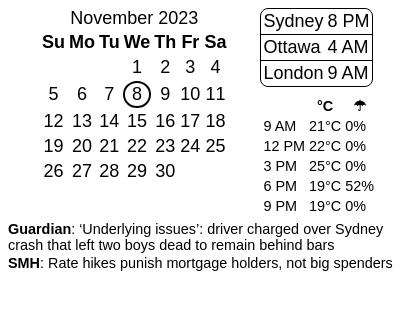 November 2023
Su Mo Tu We Th Fr Sa
1 2 3 4
5 6 7 8 9 10 11
12 13 14 15 16 17 18
19 20 21 22 23 24 25
26 27 28 29 30
Sydney 8 PM
Ottawa 4 AM
London 9 AM
°C ☂
9 AM 21°C 0%
12 PM 22°C 0%
3 PM 25°C 0%
6 PM 19°C 52%
9 PM 19°C 0%
Guardian: ‘Underlying issues’: driver charged over Sydney
crash that left two boys dead to remain behind bars
SMH: Rate hikes punish mortgage holders, not big spenders